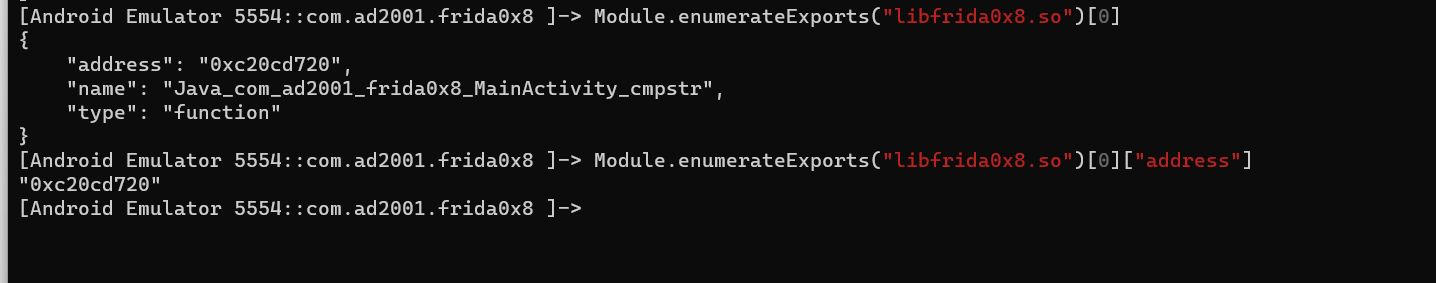 [Android Emulator 5554::com.ad2001.frida0x8 ]-> Module.enumerateExports("libfrida0x8.so")[0]
{
    "address": "0xc20cd720",
    "name": "Java_com_ad2001_frida0x8_MainActivity_cmpstr",
    "type": "function"
}
[Android Emulator 5554::com.ad2001.frida0x8 ]-> Module.enumerateExports("libfrida0x8.so")[0]["address"]
"0xc20cd720"
[Android Emulator 5554::com.ad2001.frida0x8 ]->